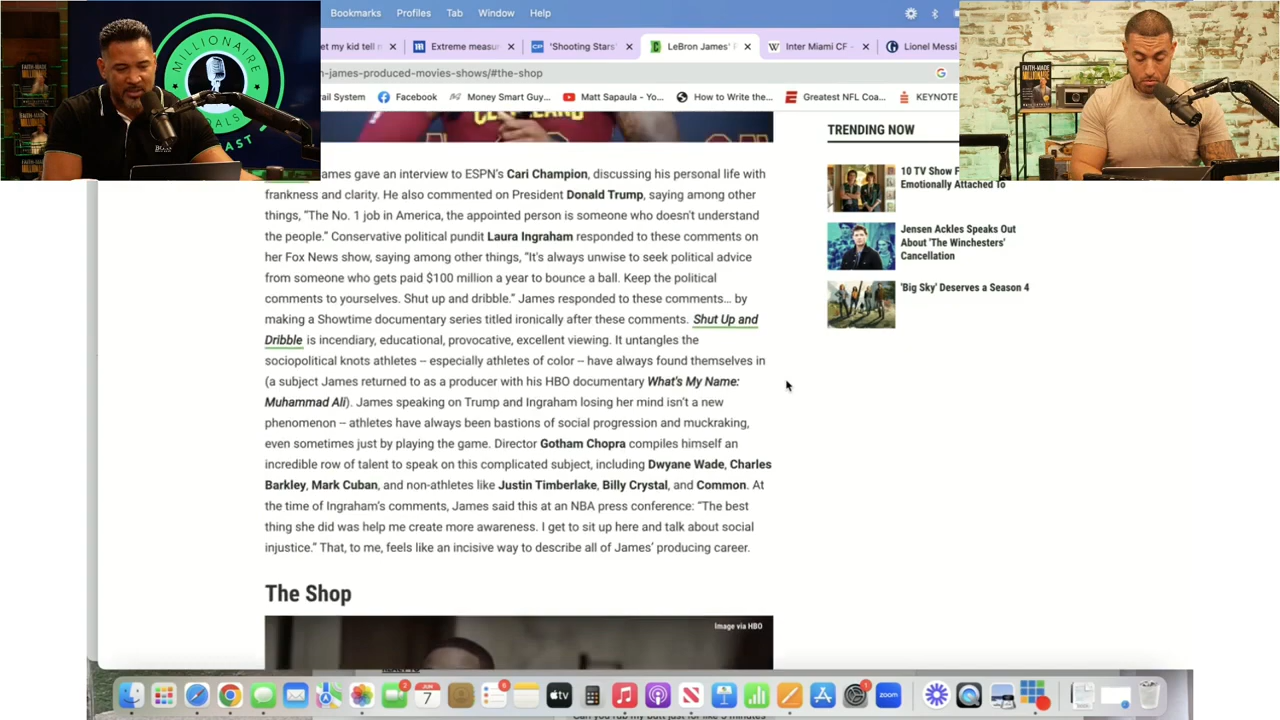 Bookmarks Profiles Tab Window Help
et my kid tell Extreme measur 'Shooting Stars' LeBron James' P Inter Miami CF - Lionel Messi
n-james-produced-movies-shows/#the-shop
ail System Facebook Money Smart Guy... Matt Sapaula - Yo... How to Write the... Greatest NFL Coa... KEYNOTE
MILLIONAIRE
FAITH-MADE
MILLIONAIRE
TRENDING NOW
10 TV Show F
Emotionally Attached To
Jensen Ackles Speaks Out
About 'The Winchesters'
Cancellation
'Big Sky' Deserves a Season 4
ames gave an interview to ESPN's Cari Champion, discussing his personal life with
frankness and clarity. He also commented on President Donald Trump, saying among other
things, "The No. 1 job in America, the appointed person is someone who doesn't understand
the people." Conservative political pundit Laura Ingraham responded to these comments on
her Fox News show, saying among other things, "It's always unwise to seek political advice
from someone who gets paid $100 million a year to bounce a ball. Keep the political
comments to yourselves. Shut up and dribble." James responded to these comments... by
making a Showtime documentary series titled ironically after these comments. Shut Up and
Dribble is incendiary, educational, provocative, excellent viewing. It untangles the
sociopolitical knots athletes -- especially athletes of color -- have always found themselves in
(a subject James returned to as a producer with his HBO documentary What's My Name:
Muhammad Ali). James speaking on Trump and Ingraham losing her mind isn't a new
phenomenon -- athletes have always been bastions of social progression and muckraking,
even sometimes just by playing the game. Director Gotham Chopra compiles himself an
incredible row of talent to speak on this complicated subject, including Dwyane Wade, Charles
Barkley, Mark Cuban, and non-athletes like Justin Timberlake, Billy Crystal, and Common. At
the time of Ingraham's comments, James said this at an NBA press conference: "The best
thing she did was help me create more awareness. I get to sit up here and talk about social
injustice." That, to me, feels like an incisive way to describe all of James' producing career.
The Shop
Image via HBO
JUN
7
tv
zoom